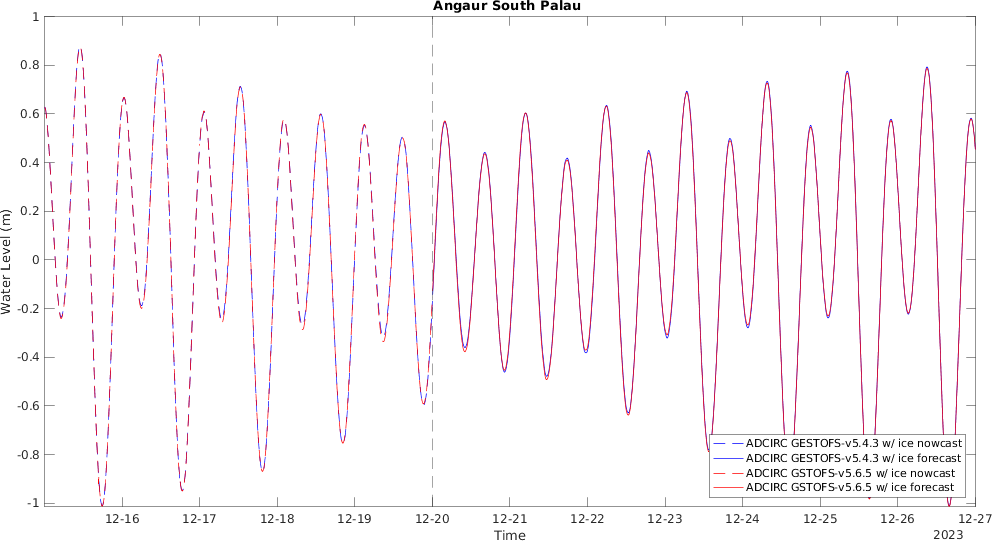 Angaur South Palau
1
0.8
0.6
0.4
0.2
0
-0.2
-0.4
-0.6
-0.8
-1
Water Level (m)
ADCIRC GESTOFS-v5.4.3 w/ ice nowcast
ADCIRC GESTOFS-v5.4.3 w/ ice forecast
ADCIRC GSTOFS-v5.6.5 w/ ice nowcast
ADCIRC GSTOFS-v5.6.5 w/ ice forecast
12-16 12-17 12-18 12-19 12-20 12-21 12-22 12-23 12-24 12-25 12-26 12-27
Time
2023